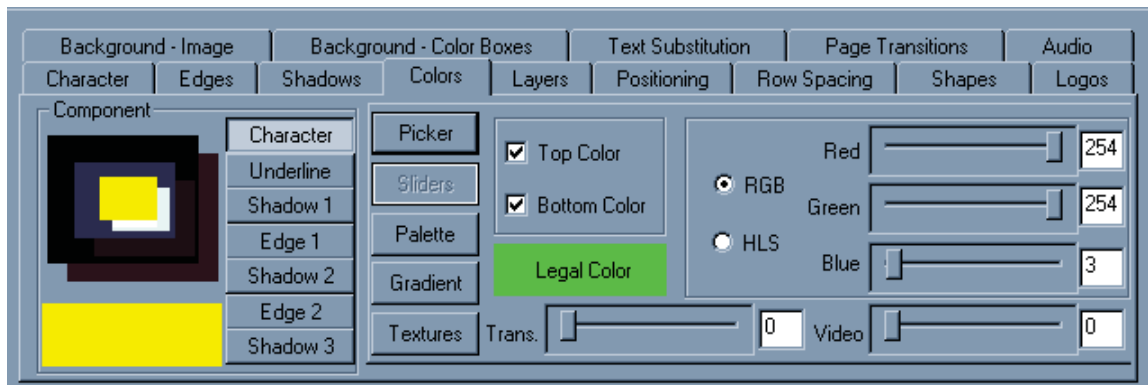 Background - Image Background - Color Boxes Text Substitution Page Transitions Audio
Character Edges Shadows Colors Layers Positioning Row Spacing Shapes Logos
Component
Character
Underline
Shadow 1
Edge 1
Shadow 2
Edge 2
Shadow 3
Picker
Sliders
Palette
Gradient
Textures
Top Color
Bottom Color
Legal Color
RGB
HLS
Red 254
Green 254
Blue 3
Trans. 0
Video 0